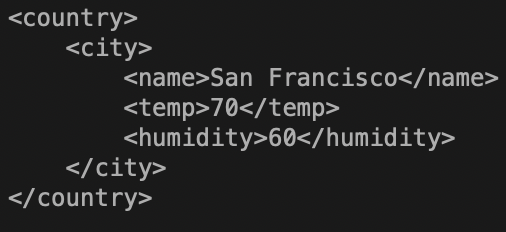 <country>
    <city>
        <name>San Francisco</name>
        <temp>70</temp>
        <humidity>60</humidity>
    </city>
</country>